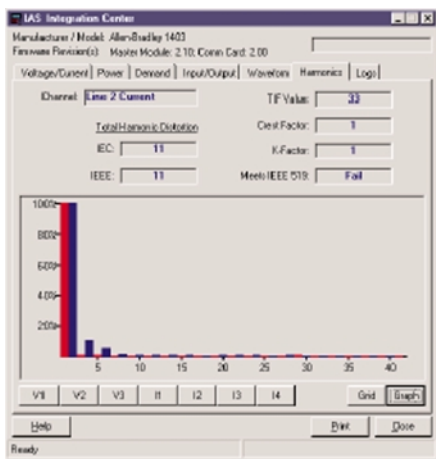 IAS Integration Center
Manufacturer / Model: Allen-Bradley 1403
Firmware Revision(s): Master Module: 2.10; Comm Card: 2.00
Voltage/Current Power Demand Input/Output Waveform Harmonics Logs
Channel: Line 2 Current TIF Value: 33
Total Harmonic Distortion Crest Factor: 1
IEC: 11 K-Factor: 1
IEEE: 11 Meets IEEE 519: Fail
100%
80%
60%
40%
20%
5 10 15 20 25 30 35 40
V1 V2 V3 I1 I2 I3 I4 Grid Graph
Help Print Close
Ready